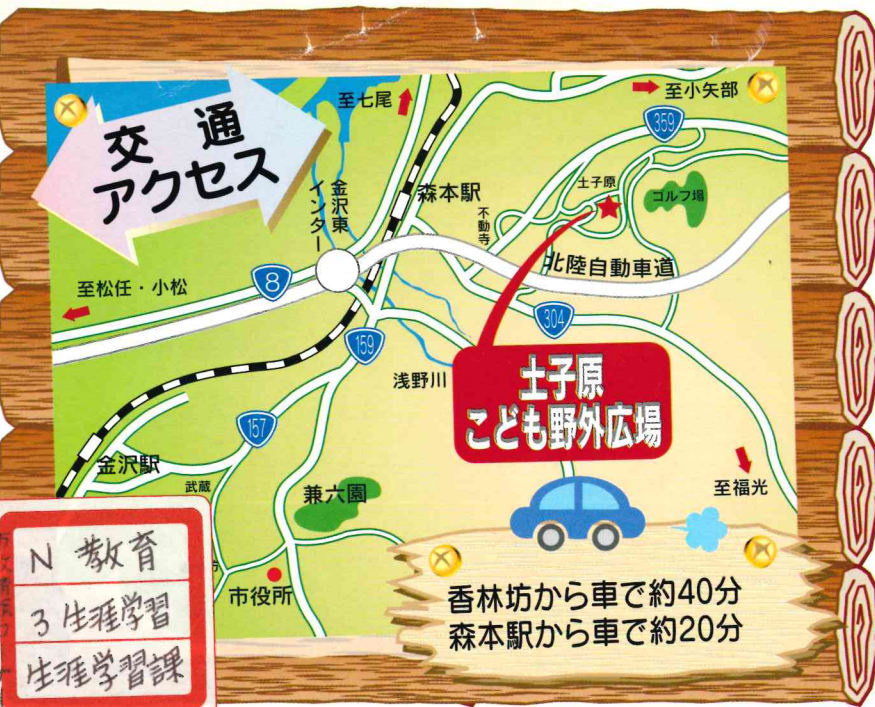 交通
アクセス
至七尾
至小矢部
359
金沢東
インター
森本駅
不動寺
土子原
ゴルフ場
北陸自動車道
至松任・小松
8
304
159
浅野川
土子原
こども野外広場
157
金沢駅
武蔵
兼六園
至福光
市役所
香林坊から車で約40分
森本駅から車で約20分
N 教育
3 生涯学習
生涯学習課